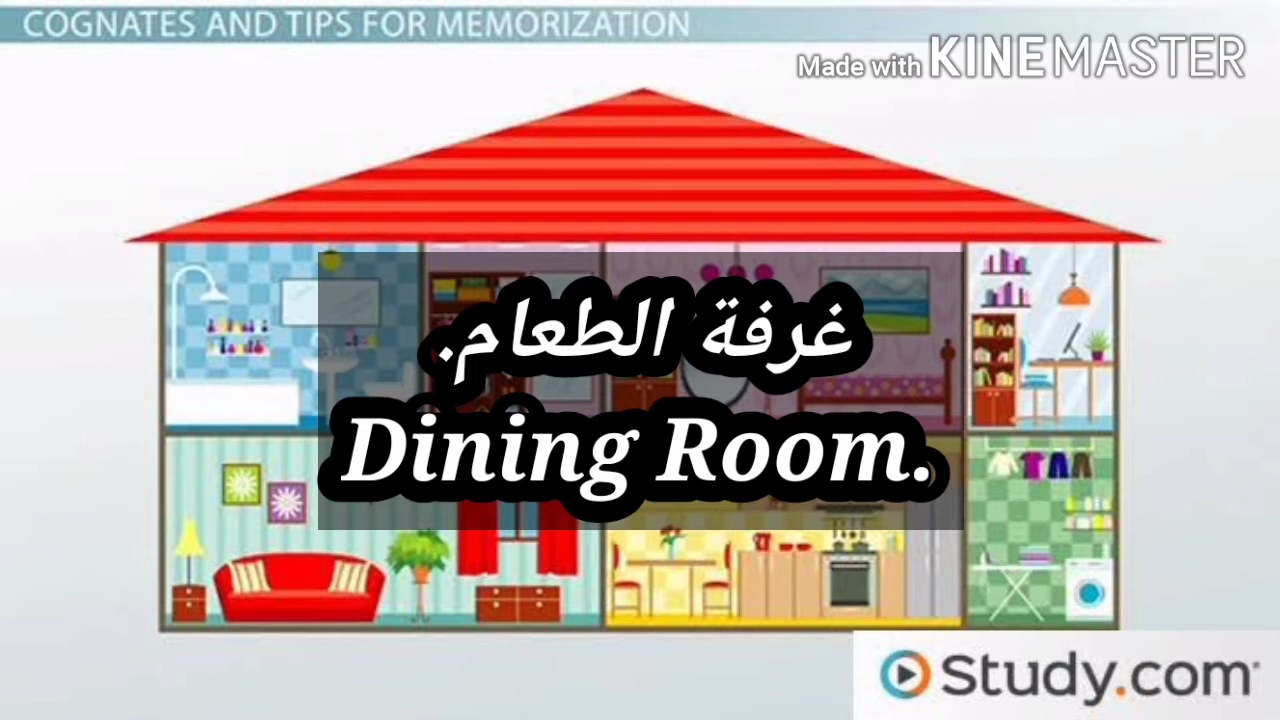 COGNATES AND TIPS FOR MEMORIZATION
Made with KINEMASTER
غرفة الطعام.
Dining Room.
Study.com